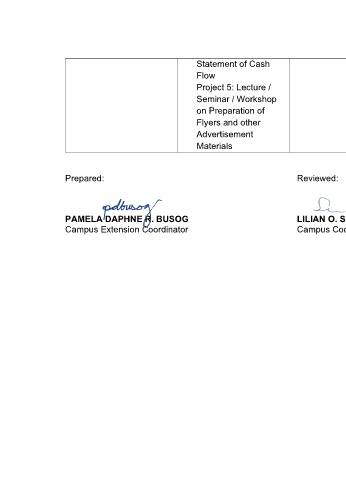 Statement of Cash
Flow
Project 5: Lecture /
Seminar / Workshop
on Preparation of
Flyers and other
Advertisement
Materials
Prepared:
Reviewed:
pdbusog
PAMELA DAPHNE R. BUSOG
LILIAN O. S
Campus Extension Coordinator
Campus Coo